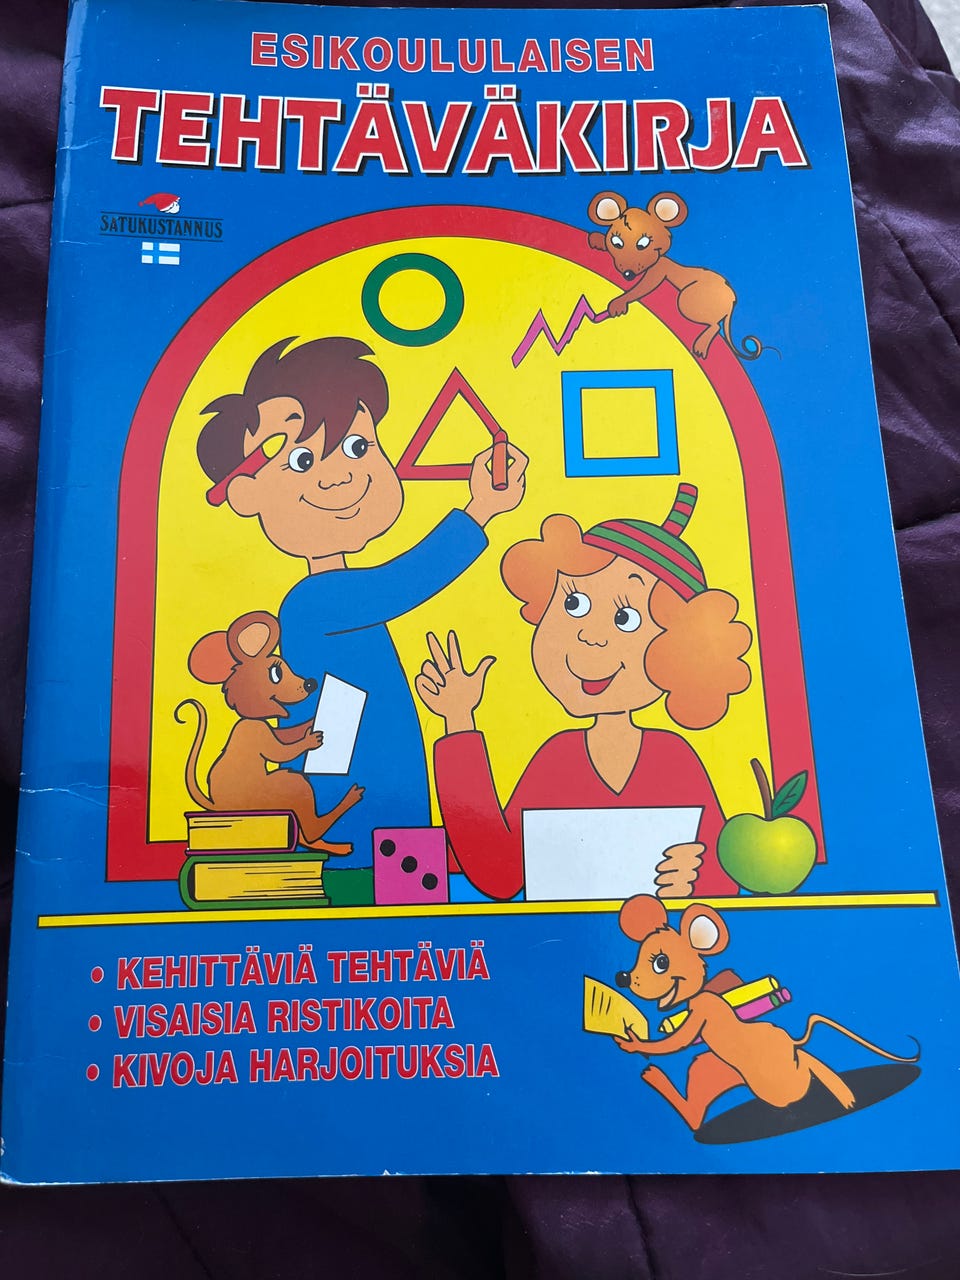 ESIKOULULAISEN
TEHTÄVÄKIRJA
SATUKUSTANNUS
• KEHITTÄVIÄ TEHTÄVIÄ
• VISAISIA RISTIKOITA
• KIVOJA HARJOITUKSIA